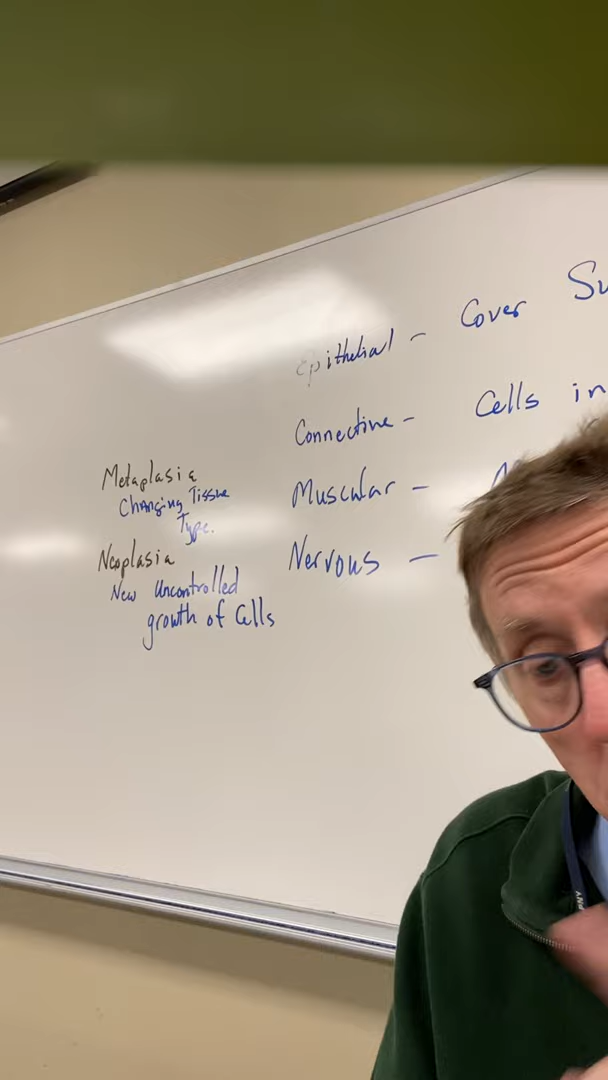 Epithelial - Cover Su
Connective - Cells in
Muscular -
Nervous -
Metaplasia
Changing Tissue
Type.
Neoplasia
New Uncontrolled
growth of Cells